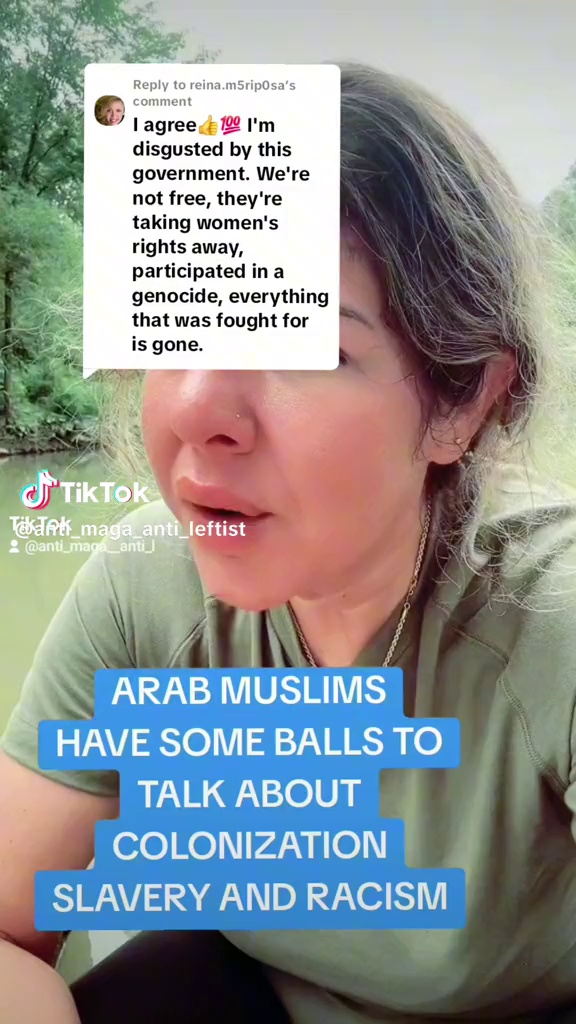 Reply to reina.m5rip0sa's
comment
I agree👍💯 I'm
disgusted by this
government. We're
not free, they're
taking women's
rights away,
participated in a
genocide, everything
that was fought for
is gone.
TikTok
@anti_maga_anti_leftist
TikTok
@anti_maga__anti_l
ARAB MUSLIMS
HAVE SOME BALLS TO
TALK ABOUT
COLONIZATION
SLAVERY AND RACISM